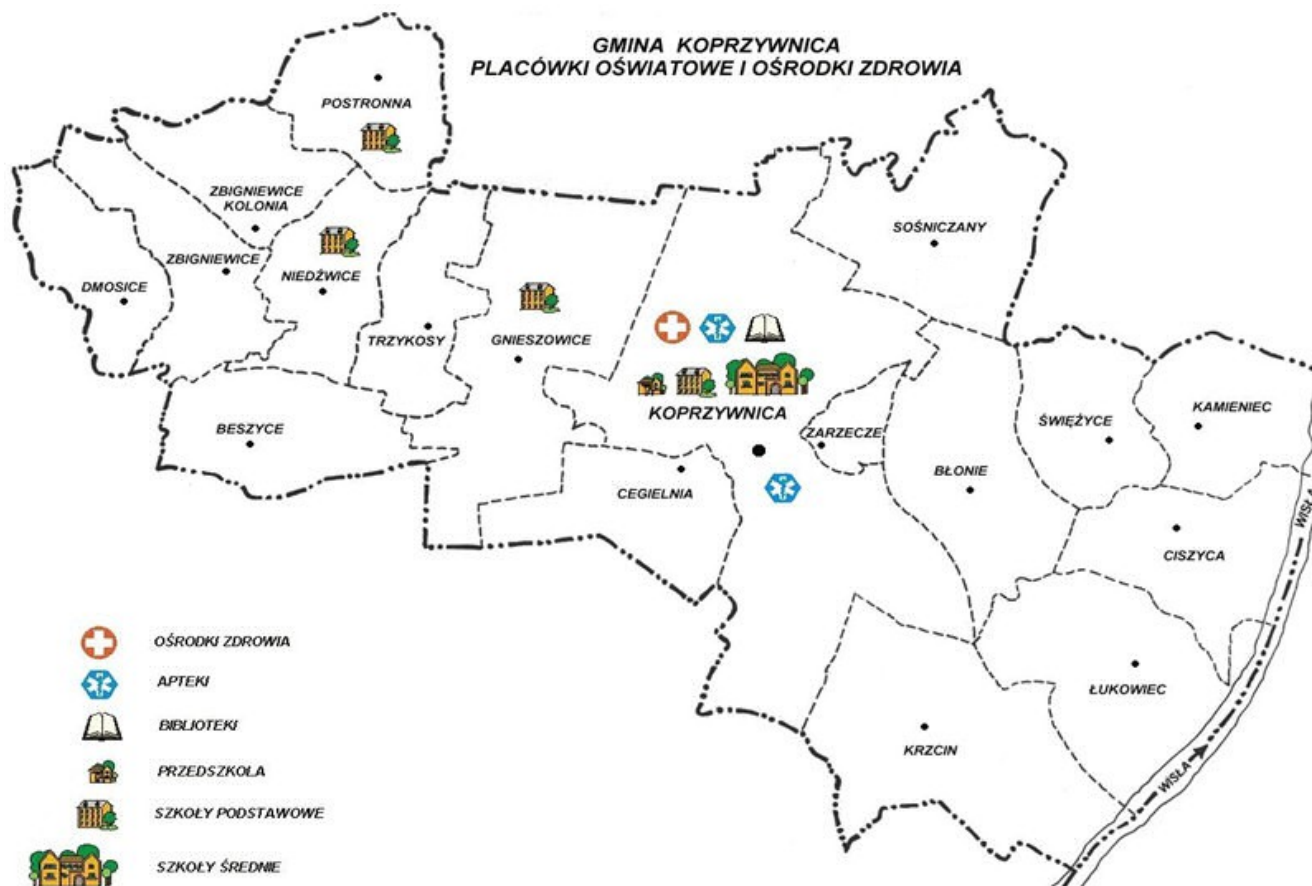 GMINA KOPRZYWNICA
PLACÓWKI OŚWIATOWE I OŚRODKI ZDROWIA
POSTRONNA
ZBIGNIEWICE
KOLONIA
SOŚNICZANY
ZBIGNIEWICE
NIEDŹWICE
DMOSICE
TRZYKOSY
GNIESZOWICE
KOPRZYWNICA
KAMIENIEC
BESZYCE
ZARZECZE
ŚWIĘŻYCE
BŁONIE
CEGIELNIA
WISŁA
CISZYCA
OŚRODKI ZDROWIA
APTEKI
ŁUKOWIEC
BIBLIOTEKI
KRZCIN
PRZEDSZKOLA
WISŁA
SZKOŁY PODSTAWOWE
SZKOŁY ŚREDNIE